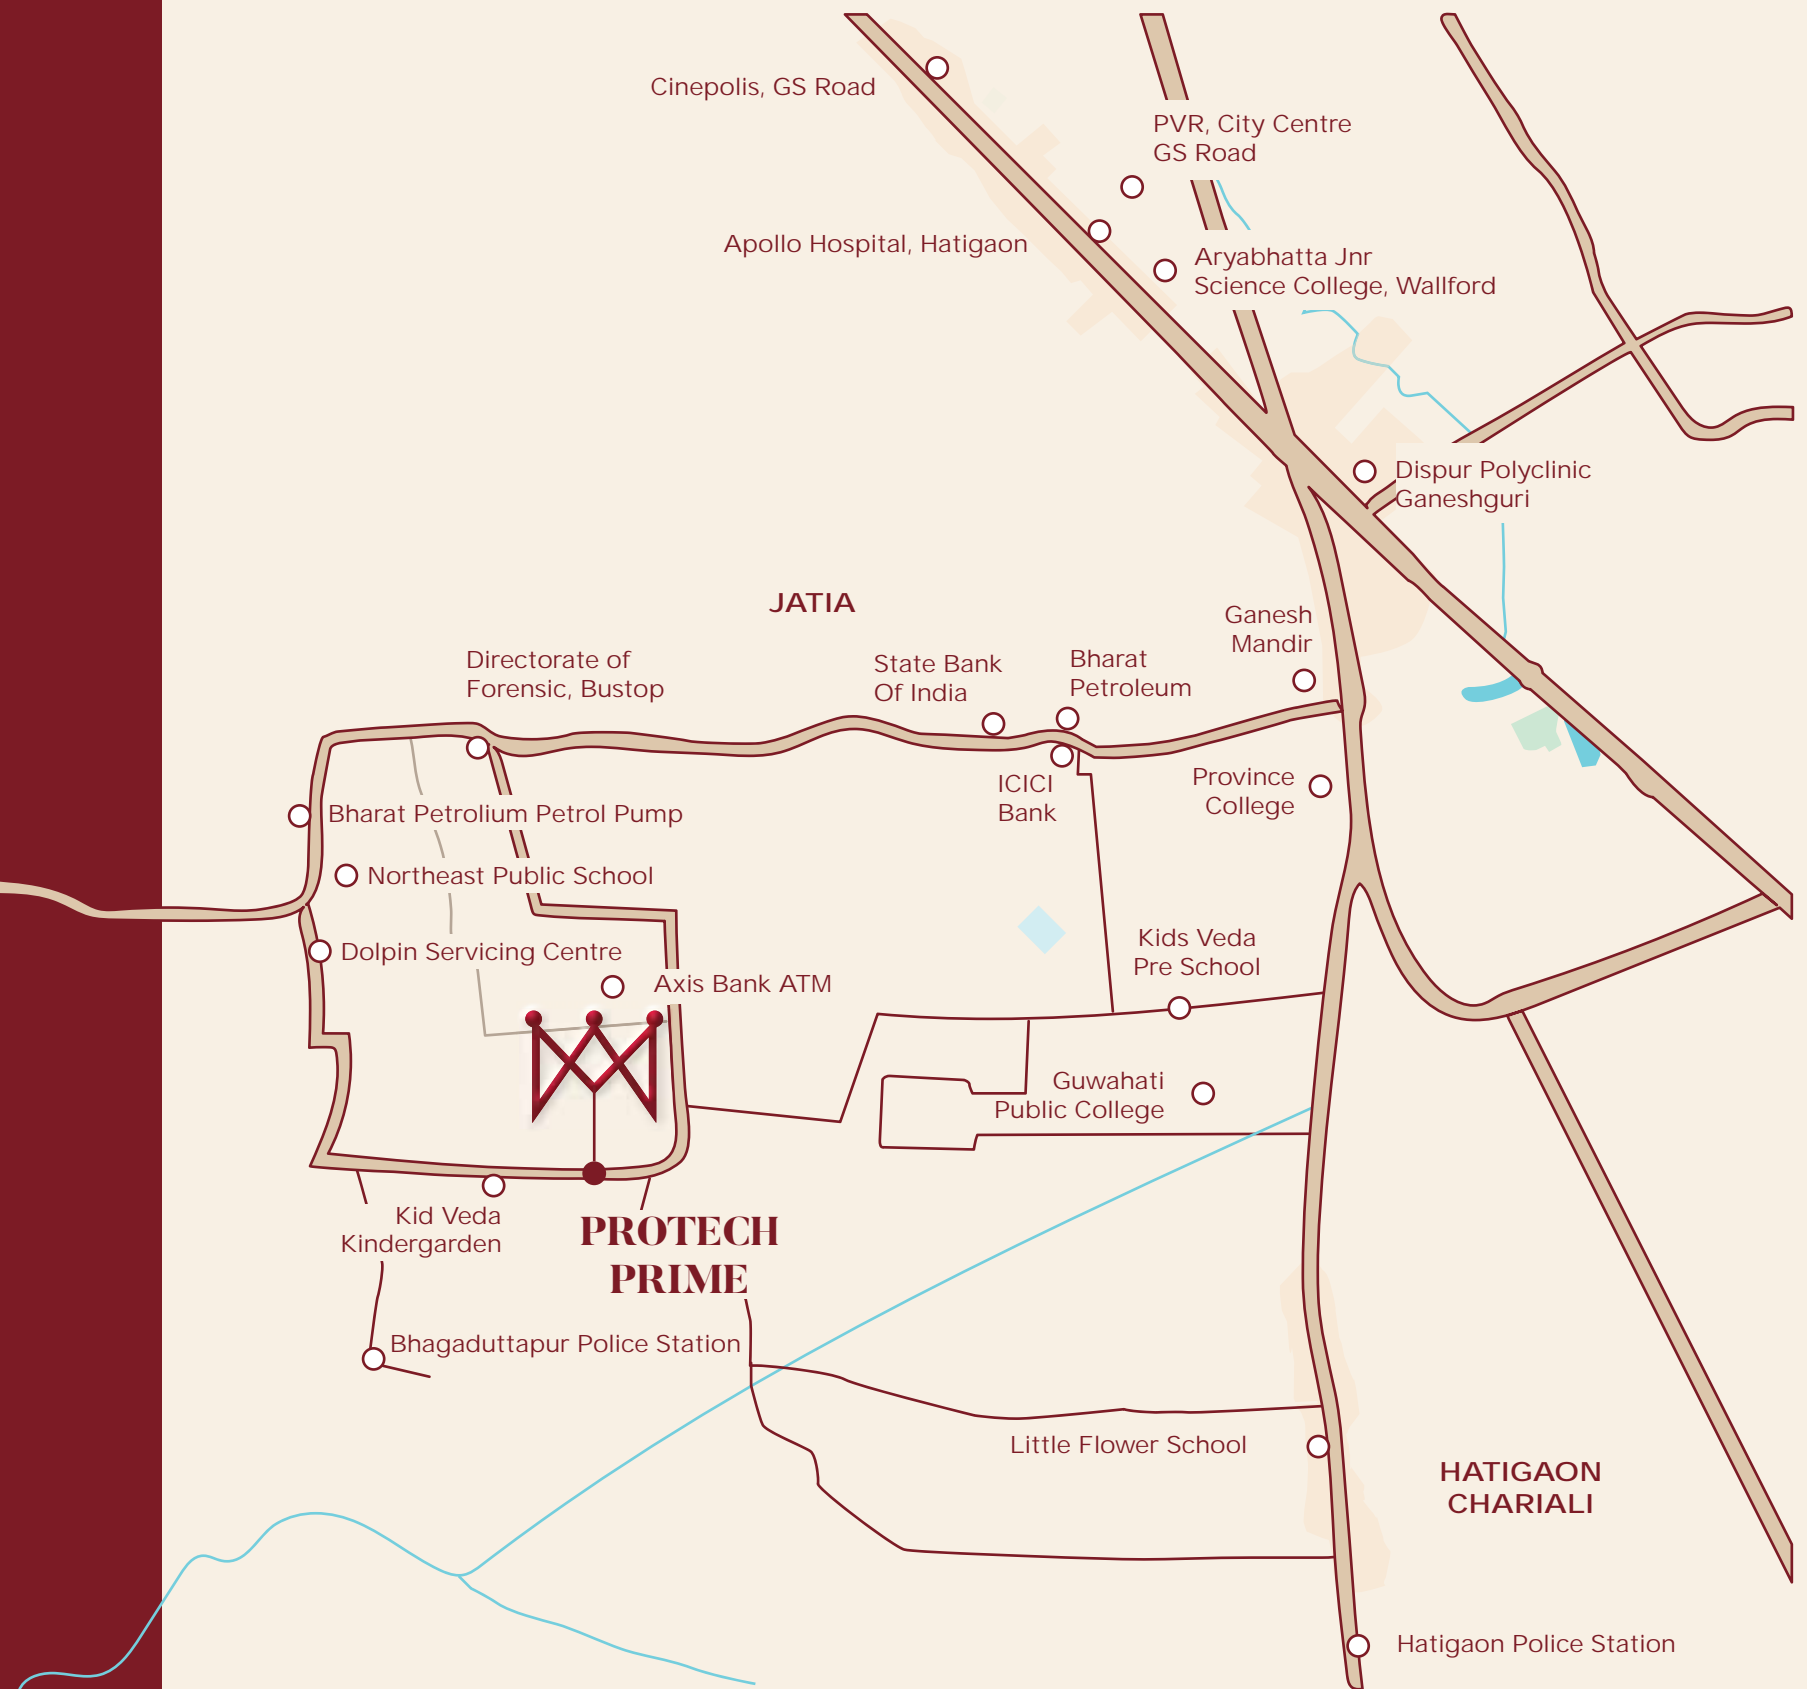 Cinepolis, GS Road
PVR, City Centre
GS Road
Apollo Hospital, Hatigaon
Aryabhatta Jnr
Science College, Wallford
Dispur Polyclinic
Ganeshguri
JATIA
Ganesh
Mandir
Directorate of
Forensic, Bustop
State Bank
Of India
Bharat
Petroleum
ICICI
Bank
Province
College
Bharat Petrolium Petrol Pump
Northeast Public School
Dolpin Servicing Centre
Axis Bank ATM
Kids Veda
Pre School
Guwahati
Public College
Kid Veda
Kindergarden
PROTECH
PRIME
Bhagaduttapur Police Station
Little Flower School
HATIGAON
CHARIALI
Hatigaon Police Station